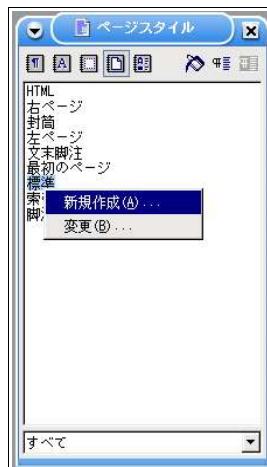 ページスタイル
HTML
右ページ
封筒
左ページ
文末脚注
最初のページ
標準
索
脚
新規作成(A)...
変更(B)...
すべて